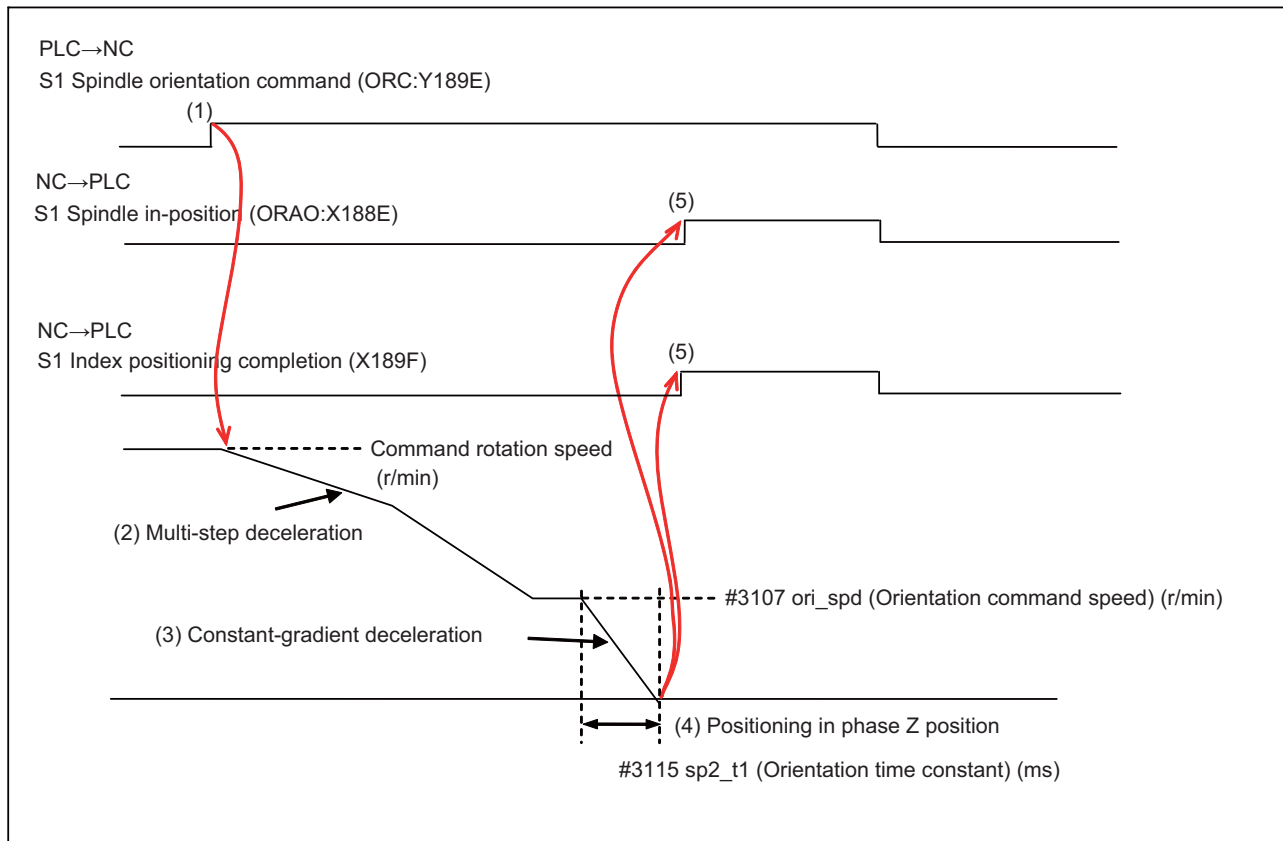 PLC→NC
S1 Spindle orientation command (ORC:Y189E)
(1)
NC→PLC
S1 Spindle in-position (ORAO:X188E)
(5)
NC→PLC
S1 Index positioning completion (X189F)
(5)
Command rotation speed
(r/min)
(2) Multi-step deceleration
#3107 ori_spd (Orientation command speed) (r/min)
(3) Constant-gradient deceleration
(4) Positioning in phase Z position
#3115 sp2_t1 (Orientation time constant) (ms)